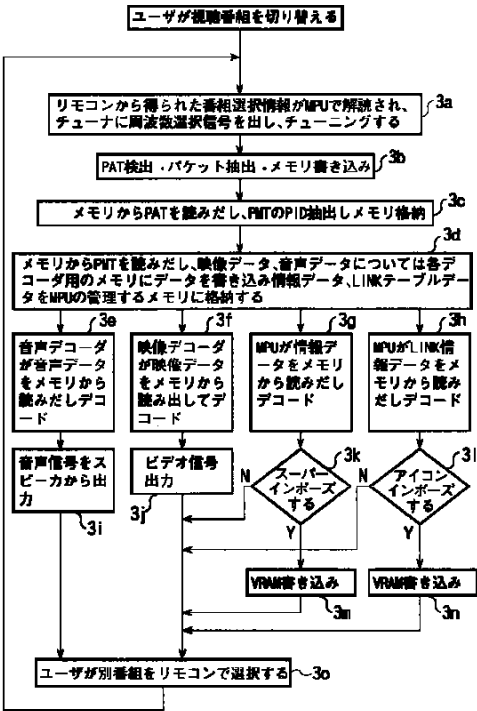 ユーザが視聴番組を切り替える
リモコンから得られた番組選択情報がMPUで解読され、
チューナに周波数選択信号を出し、チューニングする
3a
PAT検出・パケット抽出・メモリ書き込み
3b
メモリからPATを読みだし、PMTのPID抽出しメモリ格納
3c
3d
メモリからPMTを読みだし、映像データ、音声データについては各デ
コーダ用のメモリにデータを書き込み情報データ、LINKテーブルデー
タをMPUの管理するメモリに格納する
3e
音声デコーダ
が音声データ
をメモリから
読みだしデコ
ード
3f
映像デコーダ
が映像データ
をメモリから
読み出してデ
コード
3g
MPUが情報デ
ータをメモリ
から読みだし
デコード
3h
MPUがLINK情
報データをメ
モリから読み
だしデコード
音声信号をス
ピーカから出
力
3i
ビデオ信号
出力
3j
N
スーパー
インポーズ
する
3k
Y
N
アイコン
インポーズ
する
3l
Y
VRAM書き込み
3m
VRAM書き込み
3n
ユーザが別番組をリモコンで選択する
3o